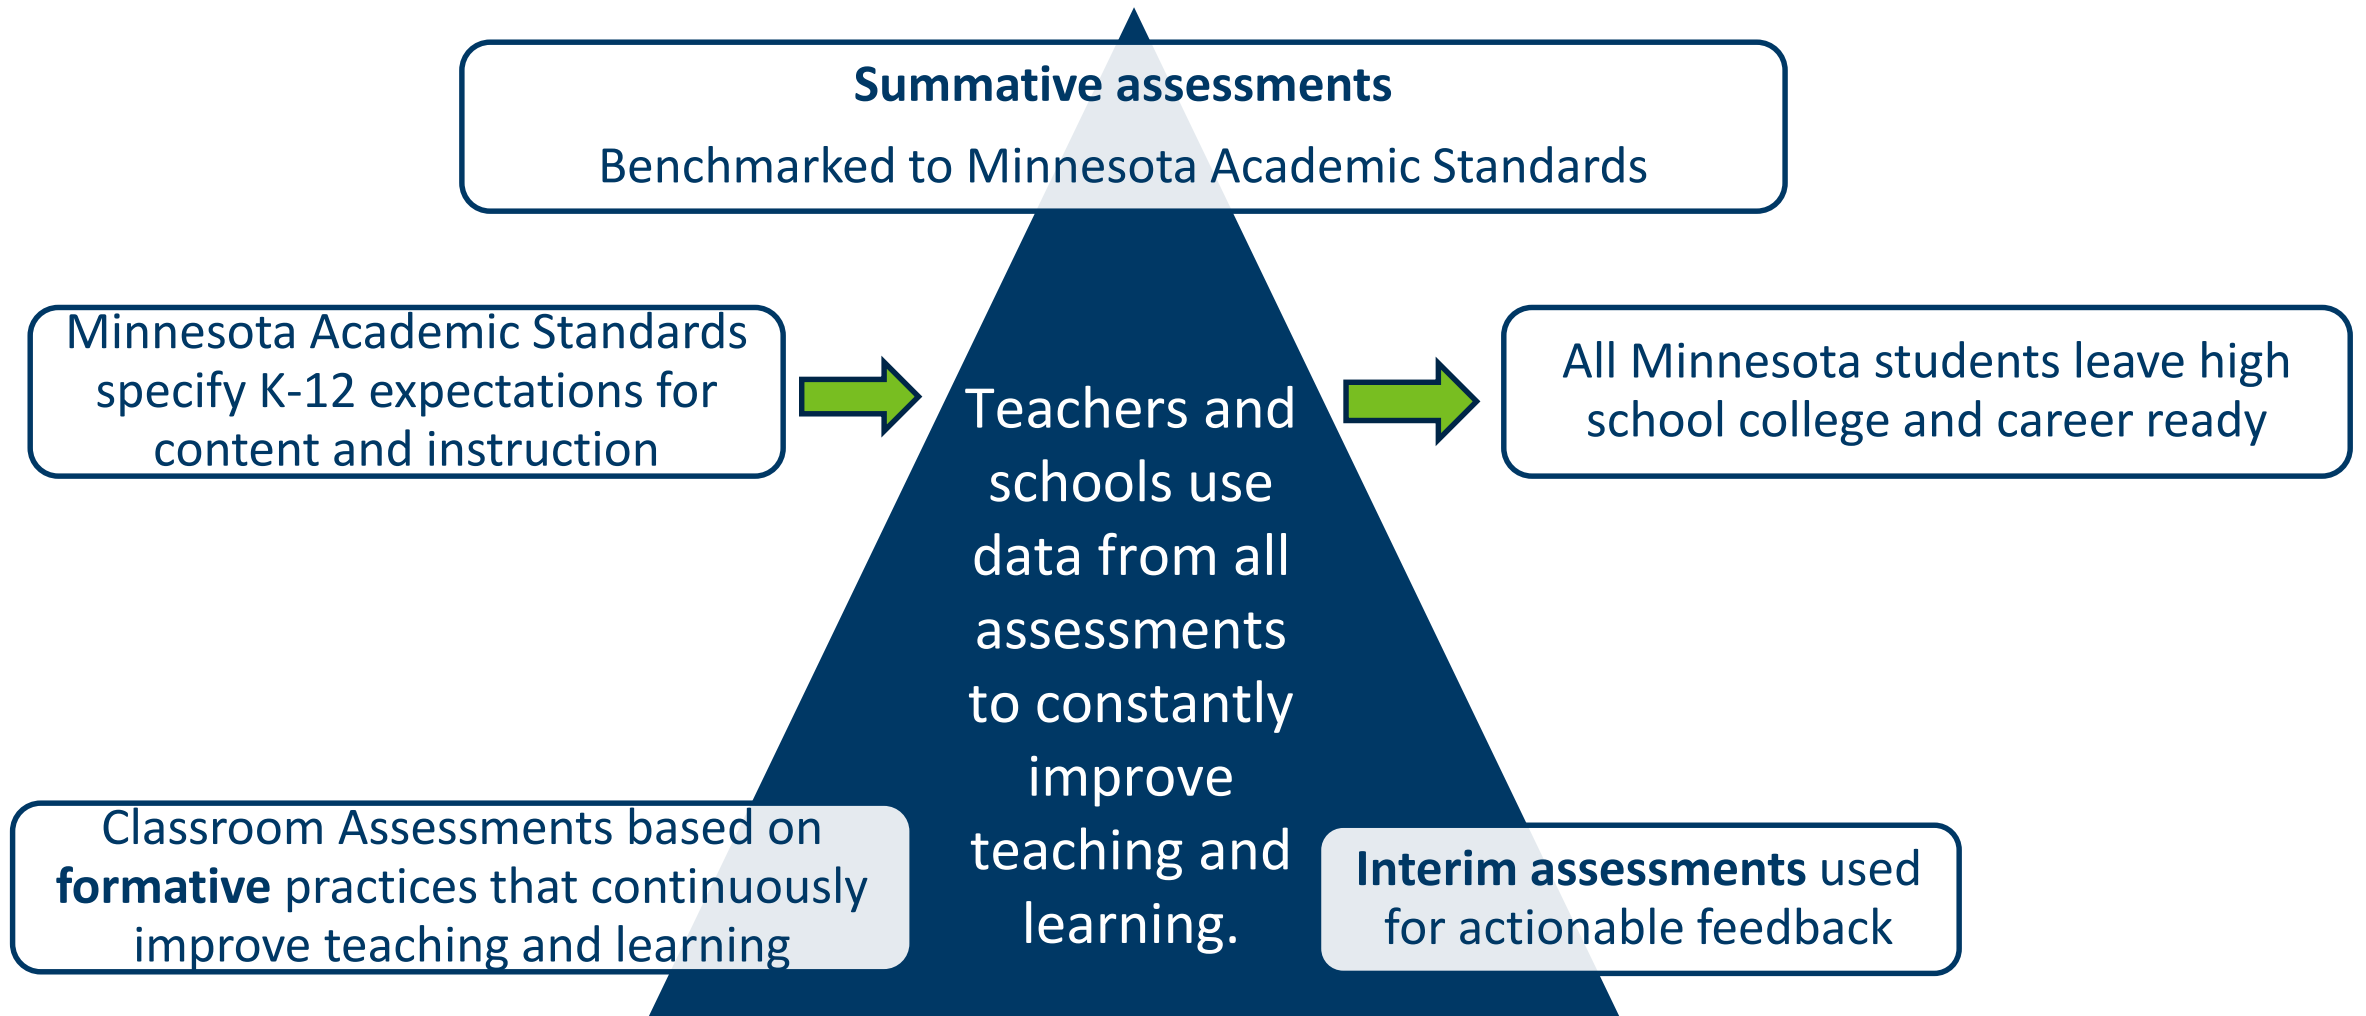 Summative assessments
Benchmarked to Minnesota Academic Standards
Minnesota Academic Standards
specify K-12 expectations for
content and instruction
Teachers and
schools use
data from all
assessments
to constantly
improve
teaching and
learning.
All Minnesota students leave high
school college and career ready
Classroom Assessments based on
formative practices that continuously
improve teaching and learning
Interim assessments used
for actionable feedback